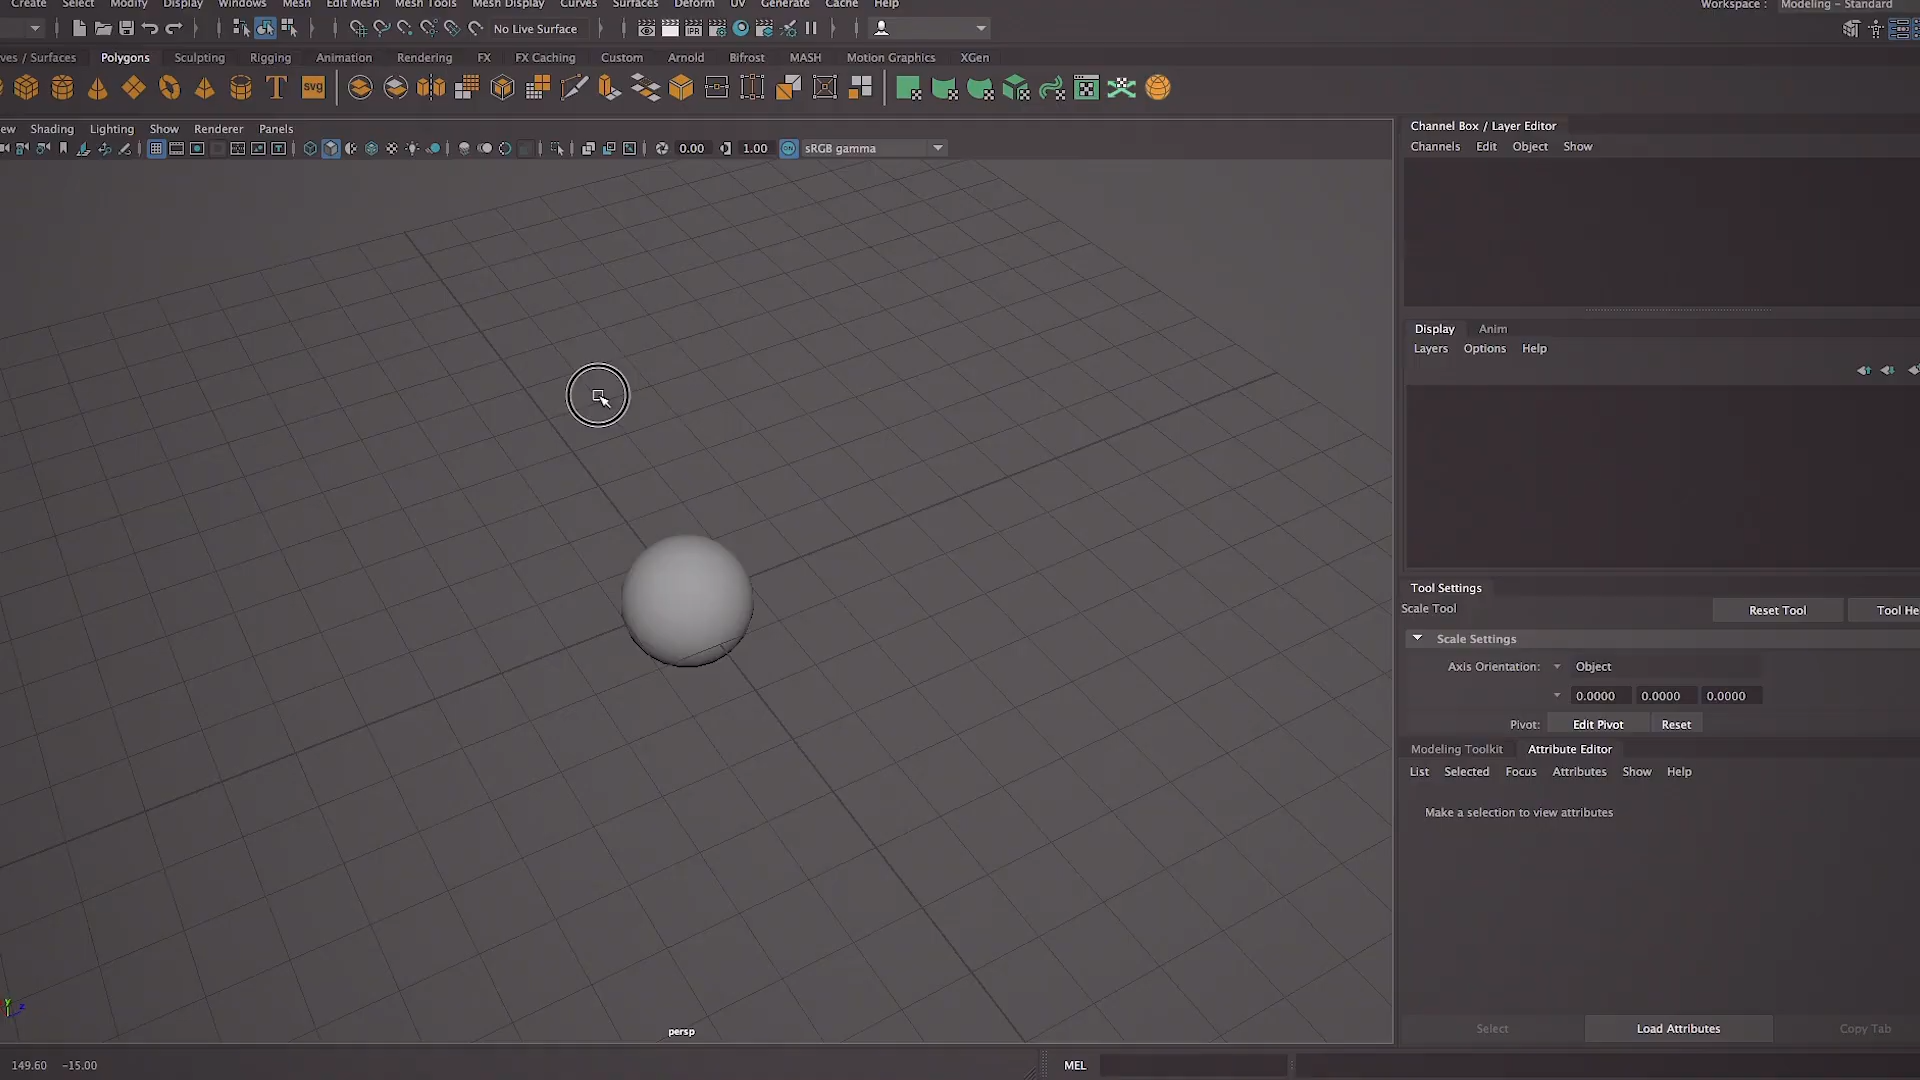 Create Select Modify Display Windows Mesh Edit Mesh Mesh Tools Mesh Display Curves Surfaces Deform UV Generate Cache Help
Workspace : Modeling - Standard
No Live Surface
IPR
ves / Surfaces Polygons Sculpting Rigging Animation Rendering FX FX Caching Custom Arnold Bifrost MASH Motion Graphics XGen
T SVG
ew Shading Lighting Show Renderer Panels
0.00 1.00 ON sRGB gamma
Channel Box / Layer Editor
Channels Edit Object Show
Display Anim
Layers Options Help
Tool Settings
Scale Tool
Reset Tool Tool He
Scale Settings
Axis Orientation: Object
0.0000 0.0000 0.0000
Pivot: Edit Pivot Reset
Modeling Toolkit Attribute Editor
List Selected Focus Attributes Show Help
Make a selection to view attributes
Select Load Attributes Copy Tab
y z
persp
149.60 -15.00
MEL